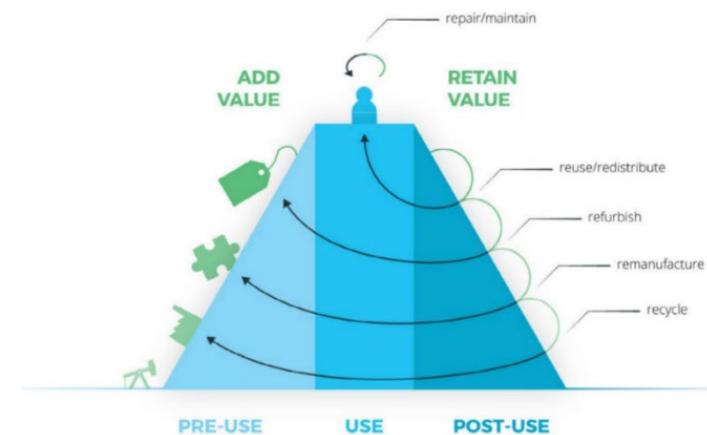 repair/maintain
ADD
VALUE
RETAIN
VALUE
reuse/redistribute
refurbish
remanufacture
recycle
PRE-USE
USE
POST-USE